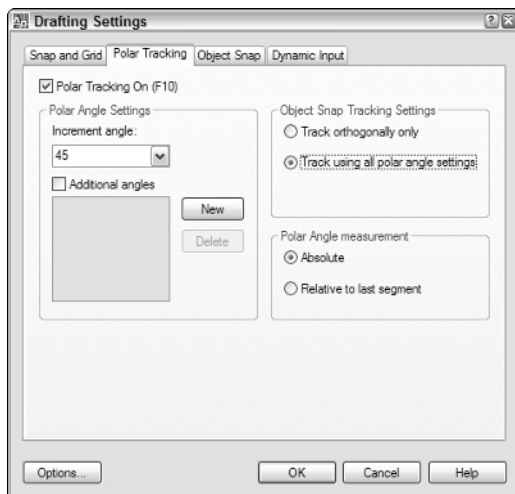 Drafting Settings
Snap and Grid
Polar Tracking
Object Snap
Dynamic Input
Polar Tracking On (F10)
Polar Angle Settings
Increment angle:
45
Addtional angles
New
Delete
Object Snap Tracking Settings
Track orthogonally only
Track using all polar angle settings
Polar Angle measurement
Absolute
Relative to last segment
Options...
OK
Cancel
Help